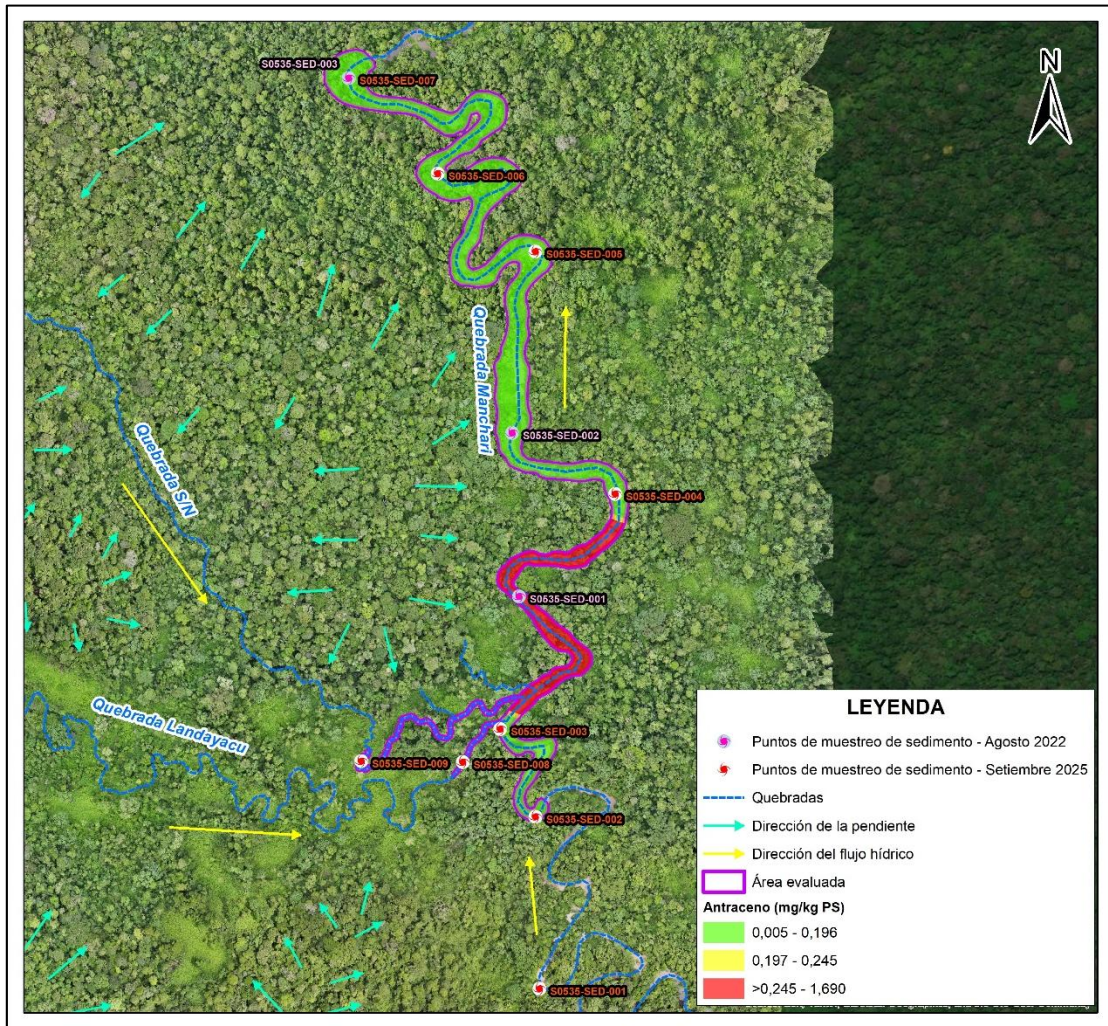 N
S0535-SED-003
S0535-SED-007
S0535-SED-006
S0535-SED-005
Quebrada Manchari
S0535-SED-002
S0535-SED-004
Quebrada S/N
S0535-SED-001
Quebrada Landayacu
S0535-SED-003
S0535-SED-009
S0535-SED-008
S0535-SED-002
S0535-SED-001
LEYENDA
Puntos de muestreo de sedimento - Agosto 2022
Puntos de muestreo de sedimento - Setiembre 2025
Quebradas
Dirección de la pendiente
Dirección del flujo hídrico
Área evaluada
Antraceno (mg/kg PS)
0,005 - 0,196
0,197 - 0,245
>0,245 - 1,690